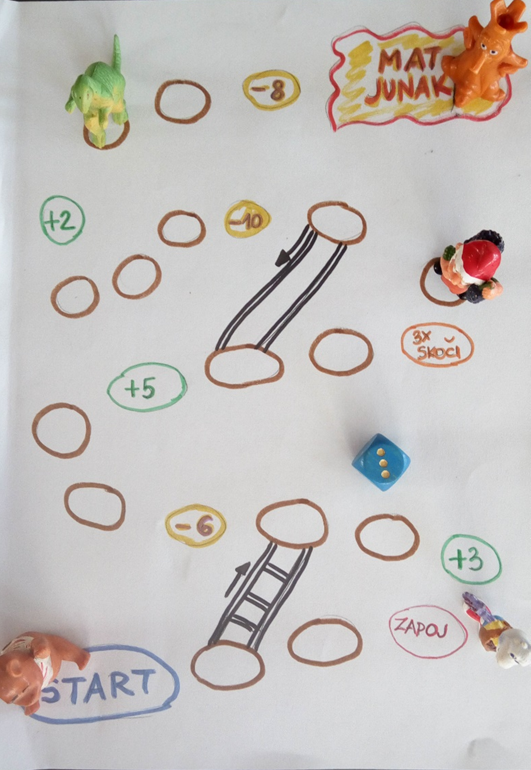 -8
MAT
JUNAK
+2
-10
3X
SKOČI
+5
-6
+3
ZAPOJ
START